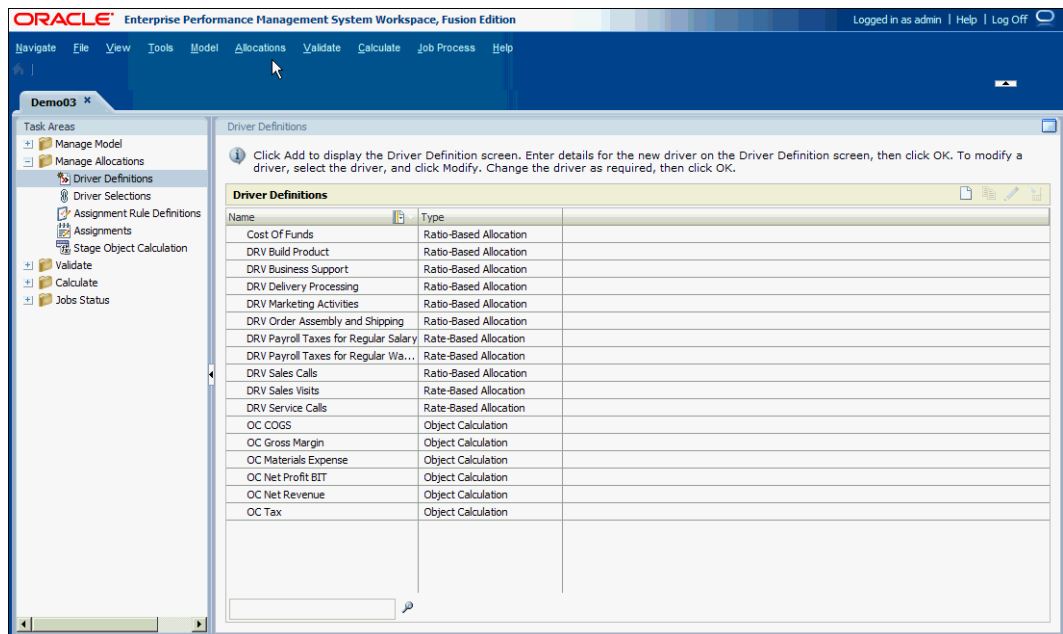 ORACLE Enterprise Performance Management System Workspace, Fusion Edition
Logged in as admin | Help | Log Off
Navigate File View Tools Model Allocations Validate Calculate Job Process Help
Demo03
Task Areas
Manage Model
Manage Allocations
Driver Definitions
Driver Selections
Assignment Rule Definitions
Assignments
Stage Object Calculation
Validate
Calculate
Jobs Status
Driver Definitions
Click Add to display the Driver Definition screen. Enter details for the new driver on the Driver Definition screen, then click OK. To modify a
driver, select the driver, and click Modify. Change the driver as required, then click OK.
Driver Definitions
Name Type
Cost Of Funds Ratio-Based Allocation
DRV Build Product Ratio-Based Allocation
DRV Business Support Ratio-Based Allocation
DRV Delivery Processing Ratio-Based Allocation
DRV Marketing Activities Ratio-Based Allocation
DRV Order Assembly and Shipping Ratio-Based Allocation
DRV Payroll Taxes for Regular Salary Rate-Based Allocation
DRV Payroll Taxes for Regular Wa... Rate-Based Allocation
DRV Sales Calls Ratio-Based Allocation
DRV Sales Visits Rate-Based Allocation
DRV Service Calls Rate-Based Allocation
OC COGS Object Calculation
OC Gross Margin Object Calculation
OC Materials Expense Object Calculation
OC Net Profit BIT Object Calculation
OC Net Revenue Object Calculation
OC Tax Object Calculation